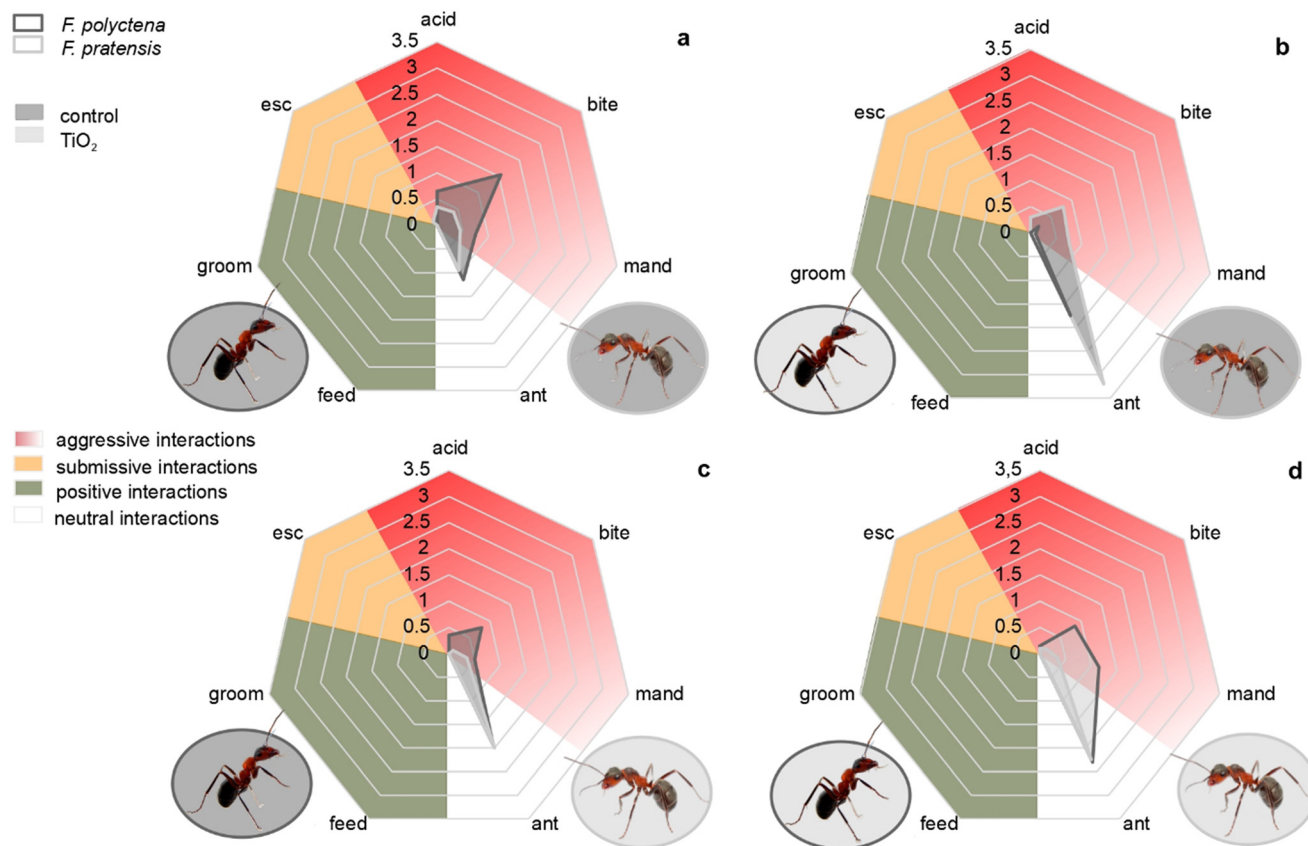 F. polyctena
F. pratensis
control
TiO₂
a
acid
3.5
3
2.5
2
1.5
1
0.5
0
esc
bite
groom
mand
feed
ant
b
acid
3.5
3
2.5
2
1.5
1
0.5
0
esc
bite
groom
mand
feed
ant
aggressive interactions
submissive interactions
positive interactions
neutral interactions
c
acid
3.5
3
2.5
2
1.5
1
0.5
0
esc
bite
groom
mand
feed
ant
d
acid
3,5
3
2.5
2
1.5
1
0.5
0
esc
bite
groom
mand
feed
ant